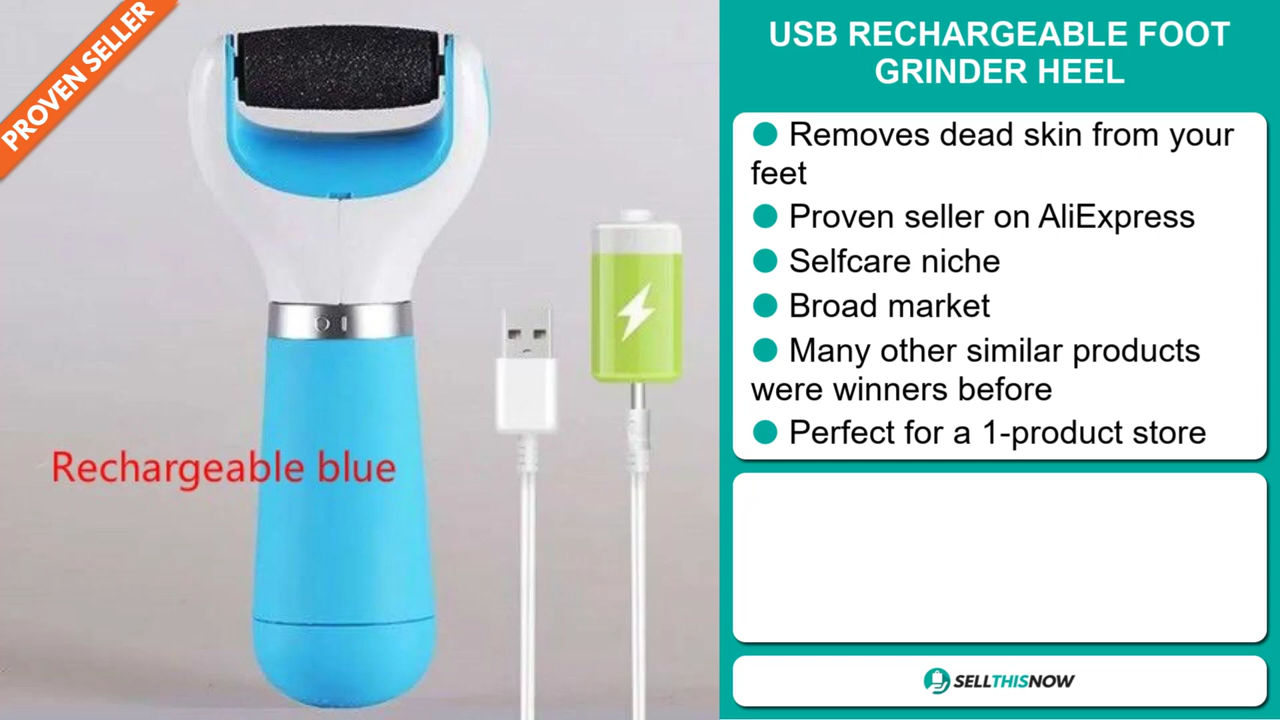 PROVEN SELLER
Rechargeable blue
USB RECHARGEABLE FOOT
GRINDER HEEL
● Removes dead skin from your
feet
● Proven seller on AliExpress
● Selfcare niche
● Broad market
● Many other similar products
were winners before
● Perfect for a 1-product store
SELLTHISNOW